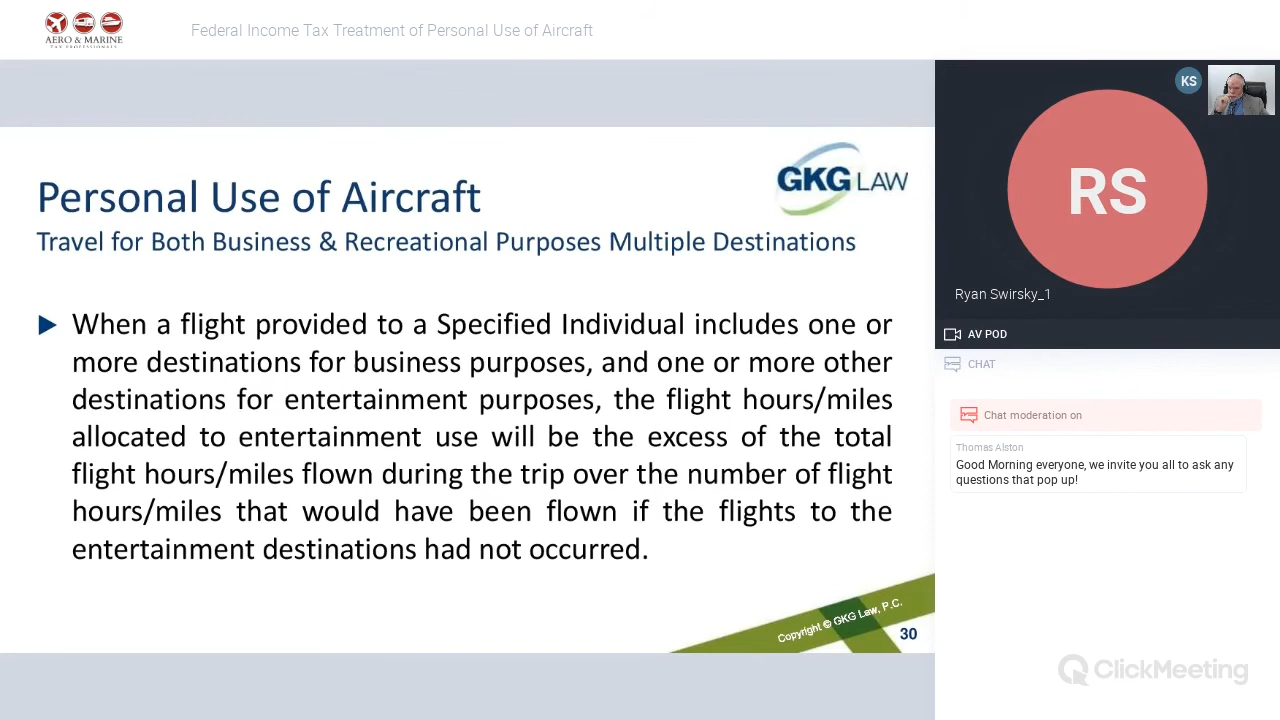 AERO & MARINE
TAX PROFESSIONALS
Federal Income Tax Treatment of Personal Use of Aircraft
GKG LAW
Personal Use of Aircraft
Travel for Both Business & Recreational Purposes Multiple Destinations
When a flight provided to a Specified Individual includes one or
more destinations for business purposes, and one or more other
destinations for entertainment purposes, the flight hours/miles
allocated to entertainment use will be the excess of the total
flight hours/miles flown during the trip over the number of flight
hours/miles that would have been flown if the flights to the
entertainment destinations had not occurred.
Copyright © GKG Law, P.C.
30
KS
RS
Ryan Swirsky_1
AV POD
CHAT
Chat moderation on
Thomas Alston
Good Morning everyone, we invite you all to ask any
questions that pop up!
ClickMeeting